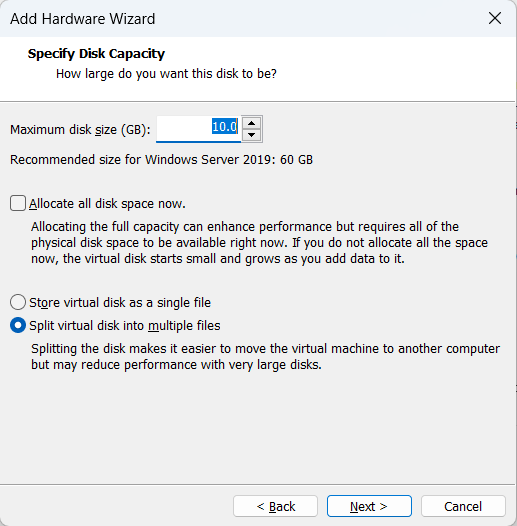 Add Hardware Wizard
Specify Disk Capacity
How large do you want this disk to be?
Maximum disk size (GB): 10.0
Recommended size for Windows Server 2019: 60 GB
Allocate all disk space now.
Allocating the full capacity can enhance performance but requires all of the
physical disk space to be available right now. If you do not allocate all the space
now, the virtual disk starts small and grows as you add data to it.
Store virtual disk as a single file
Split virtual disk into multiple files
Splitting the disk makes it easier to move the virtual machine to another computer
but may reduce performance with very large disks.
< Back Next > Cancel